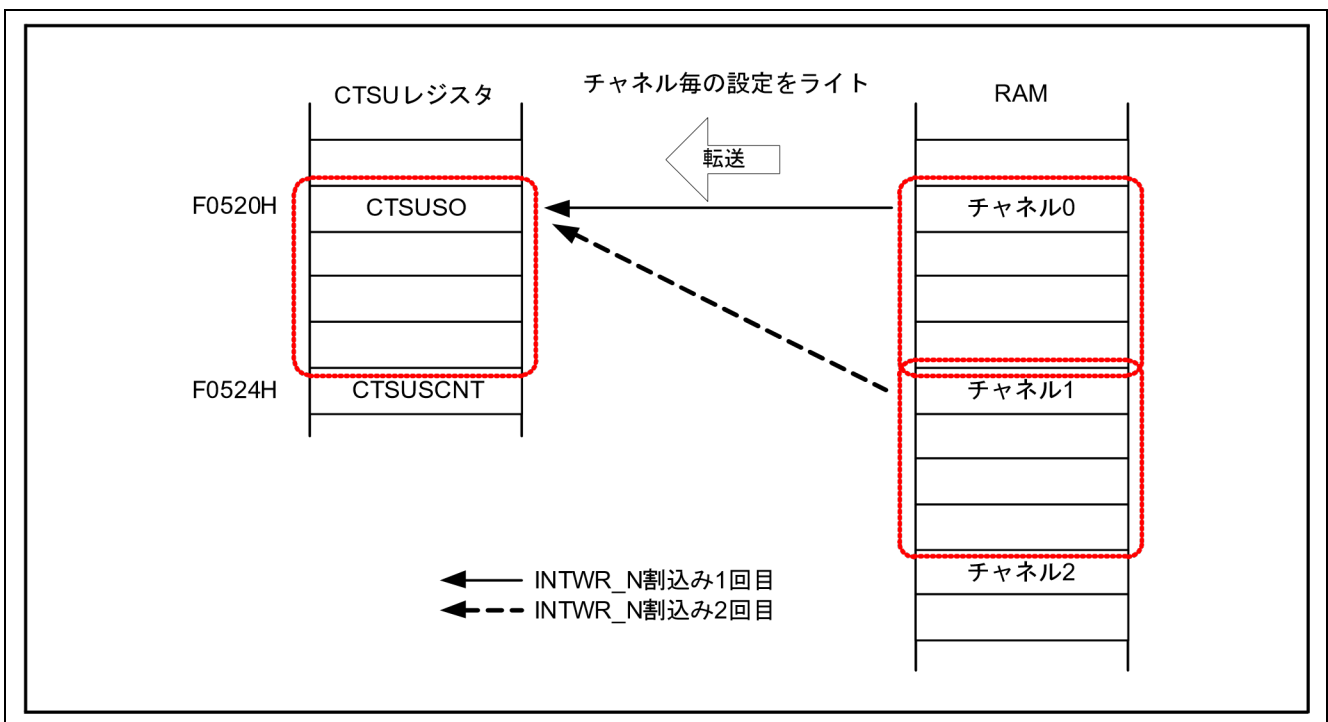 チャネル毎の設定をライト
CTSUレジスタ
RAM
転送
F0520H
CTSUSO
チャネル0
F0524H
CTSUSCNT
チャネル1
チャネル2
INTWR_N割込み1回目
INTWR_N割込み2回目